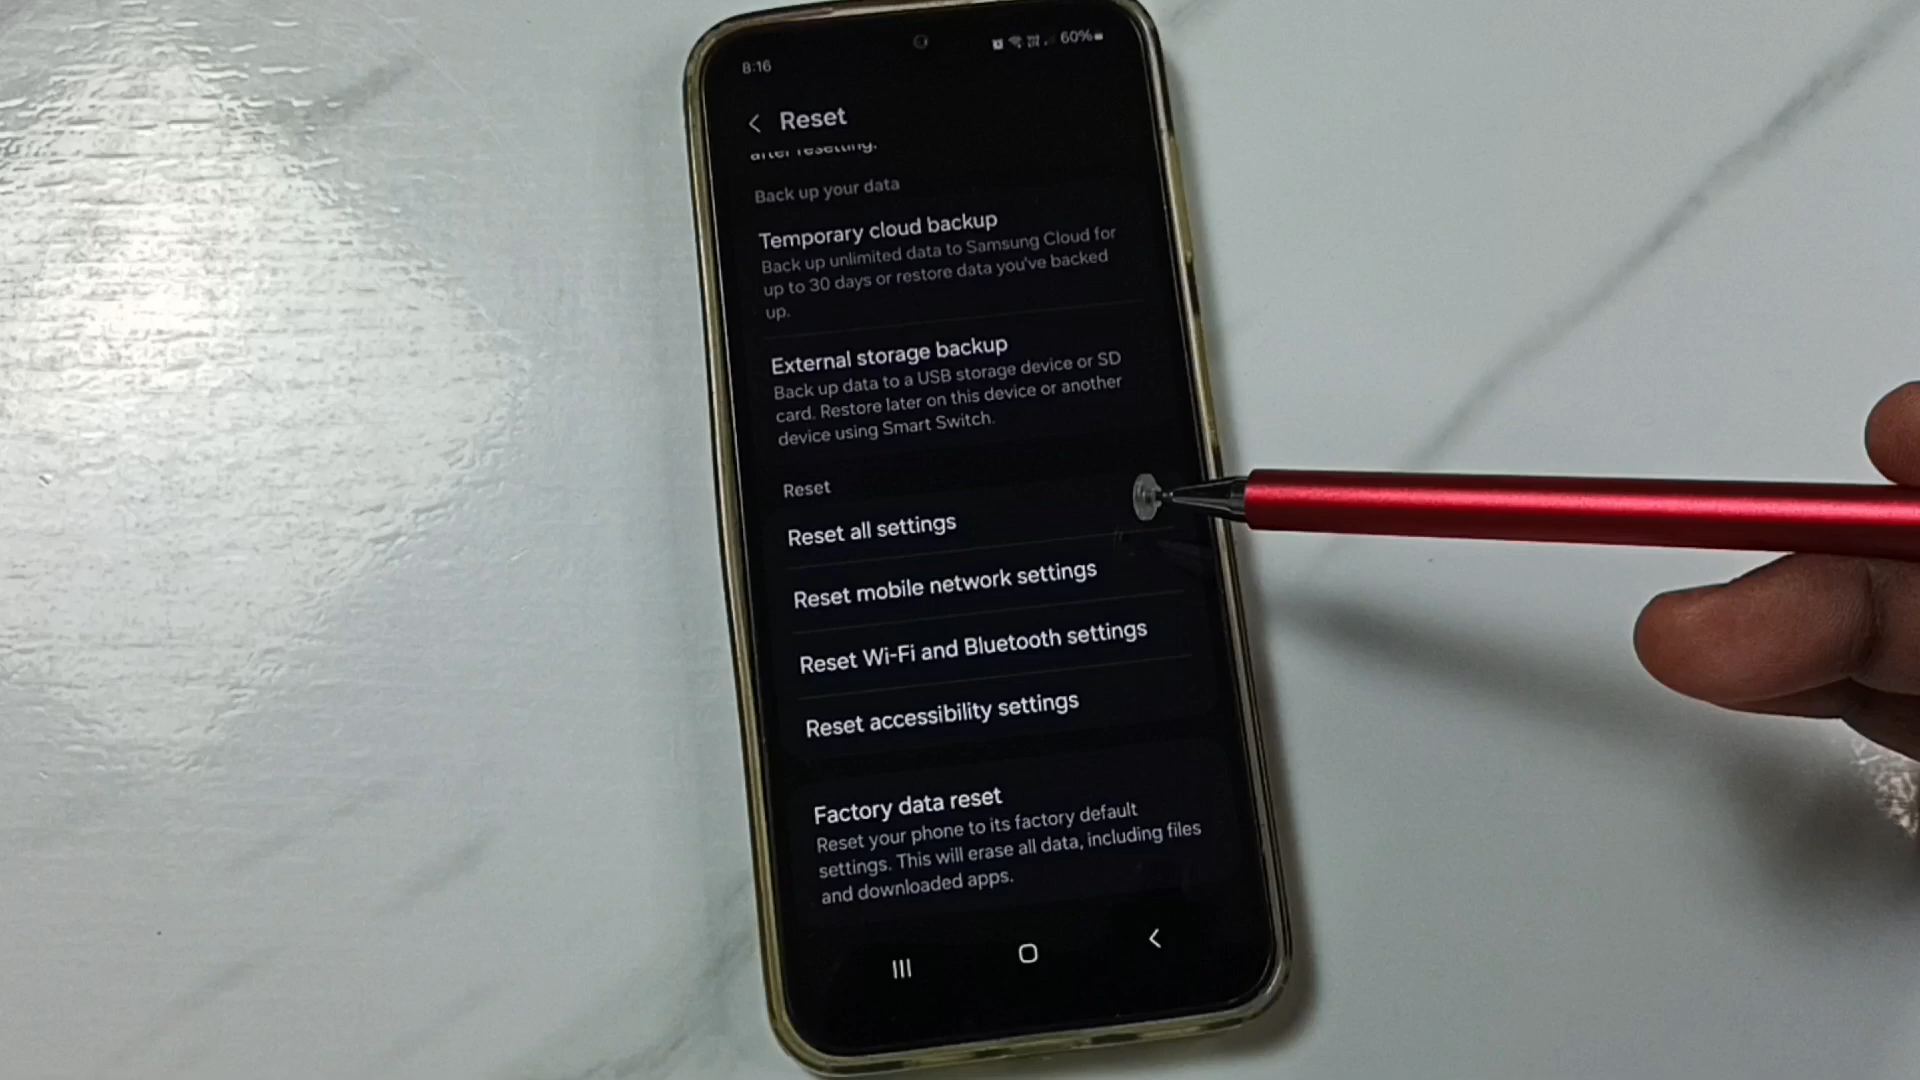 8:16
60%
Reset
after resetting.
Back up your data
Temporary cloud backup
Back up unlimited data to Samsung Cloud for
up to 30 days or restore data you've backed
up.
External storage backup
Back up data to a USB storage device or SD
card. Restore later on this device or another
device using Smart Switch.
Reset
Reset all settings
Reset mobile network settings
Reset Wi-Fi and Bluetooth settings
Reset accessibility settings
Factory data reset
Reset your phone to its factory default
settings. This will erase all data, including files
and downloaded apps.